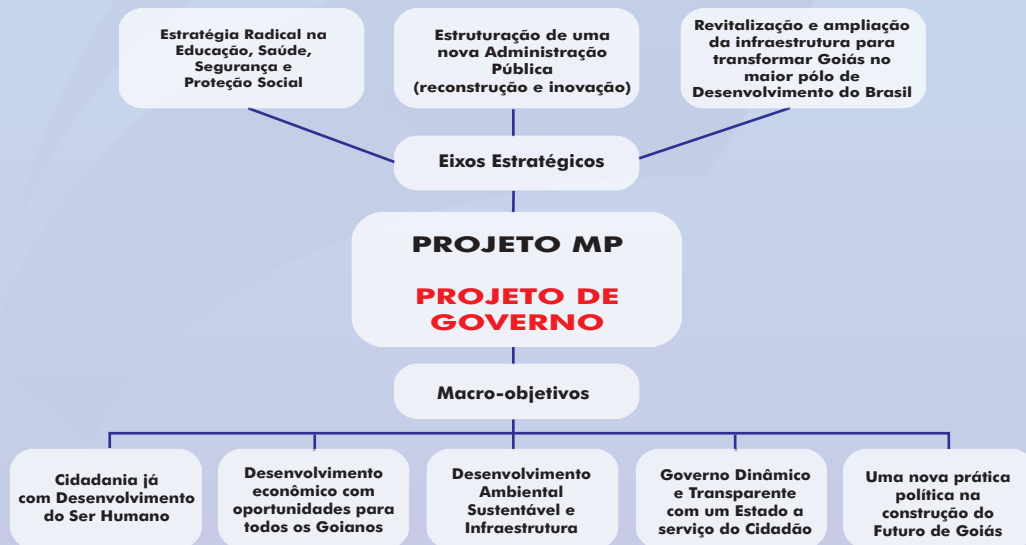 Estratégia Radical na
Educação, Saúde,
Segurança e
Proteção Social
Estruturação de uma
nova Administração
Pública
(reconstrução e inovação)
Revitalização e ampliação
da infraestrutura para
transformar Goiás no
maior pólo de
Desenvolvimento do Brasil
Eixos Estratégicos
PROJETO MP
PROJETO DE
GOVERNO
Macro-objetivos
Cidadania já
com Desenvolvimento
do Ser Humano
Desenvolvimento
econômico com
oportunidades para
todos os Goianos
Desenvolvimento
Ambiental
Sustentável e
Infraestrutura
Governo Dinâmico
e Transparente
com um Estado a
serviço do Cidadão
Uma nova prática
política na
construção do
Futuro de Goiás